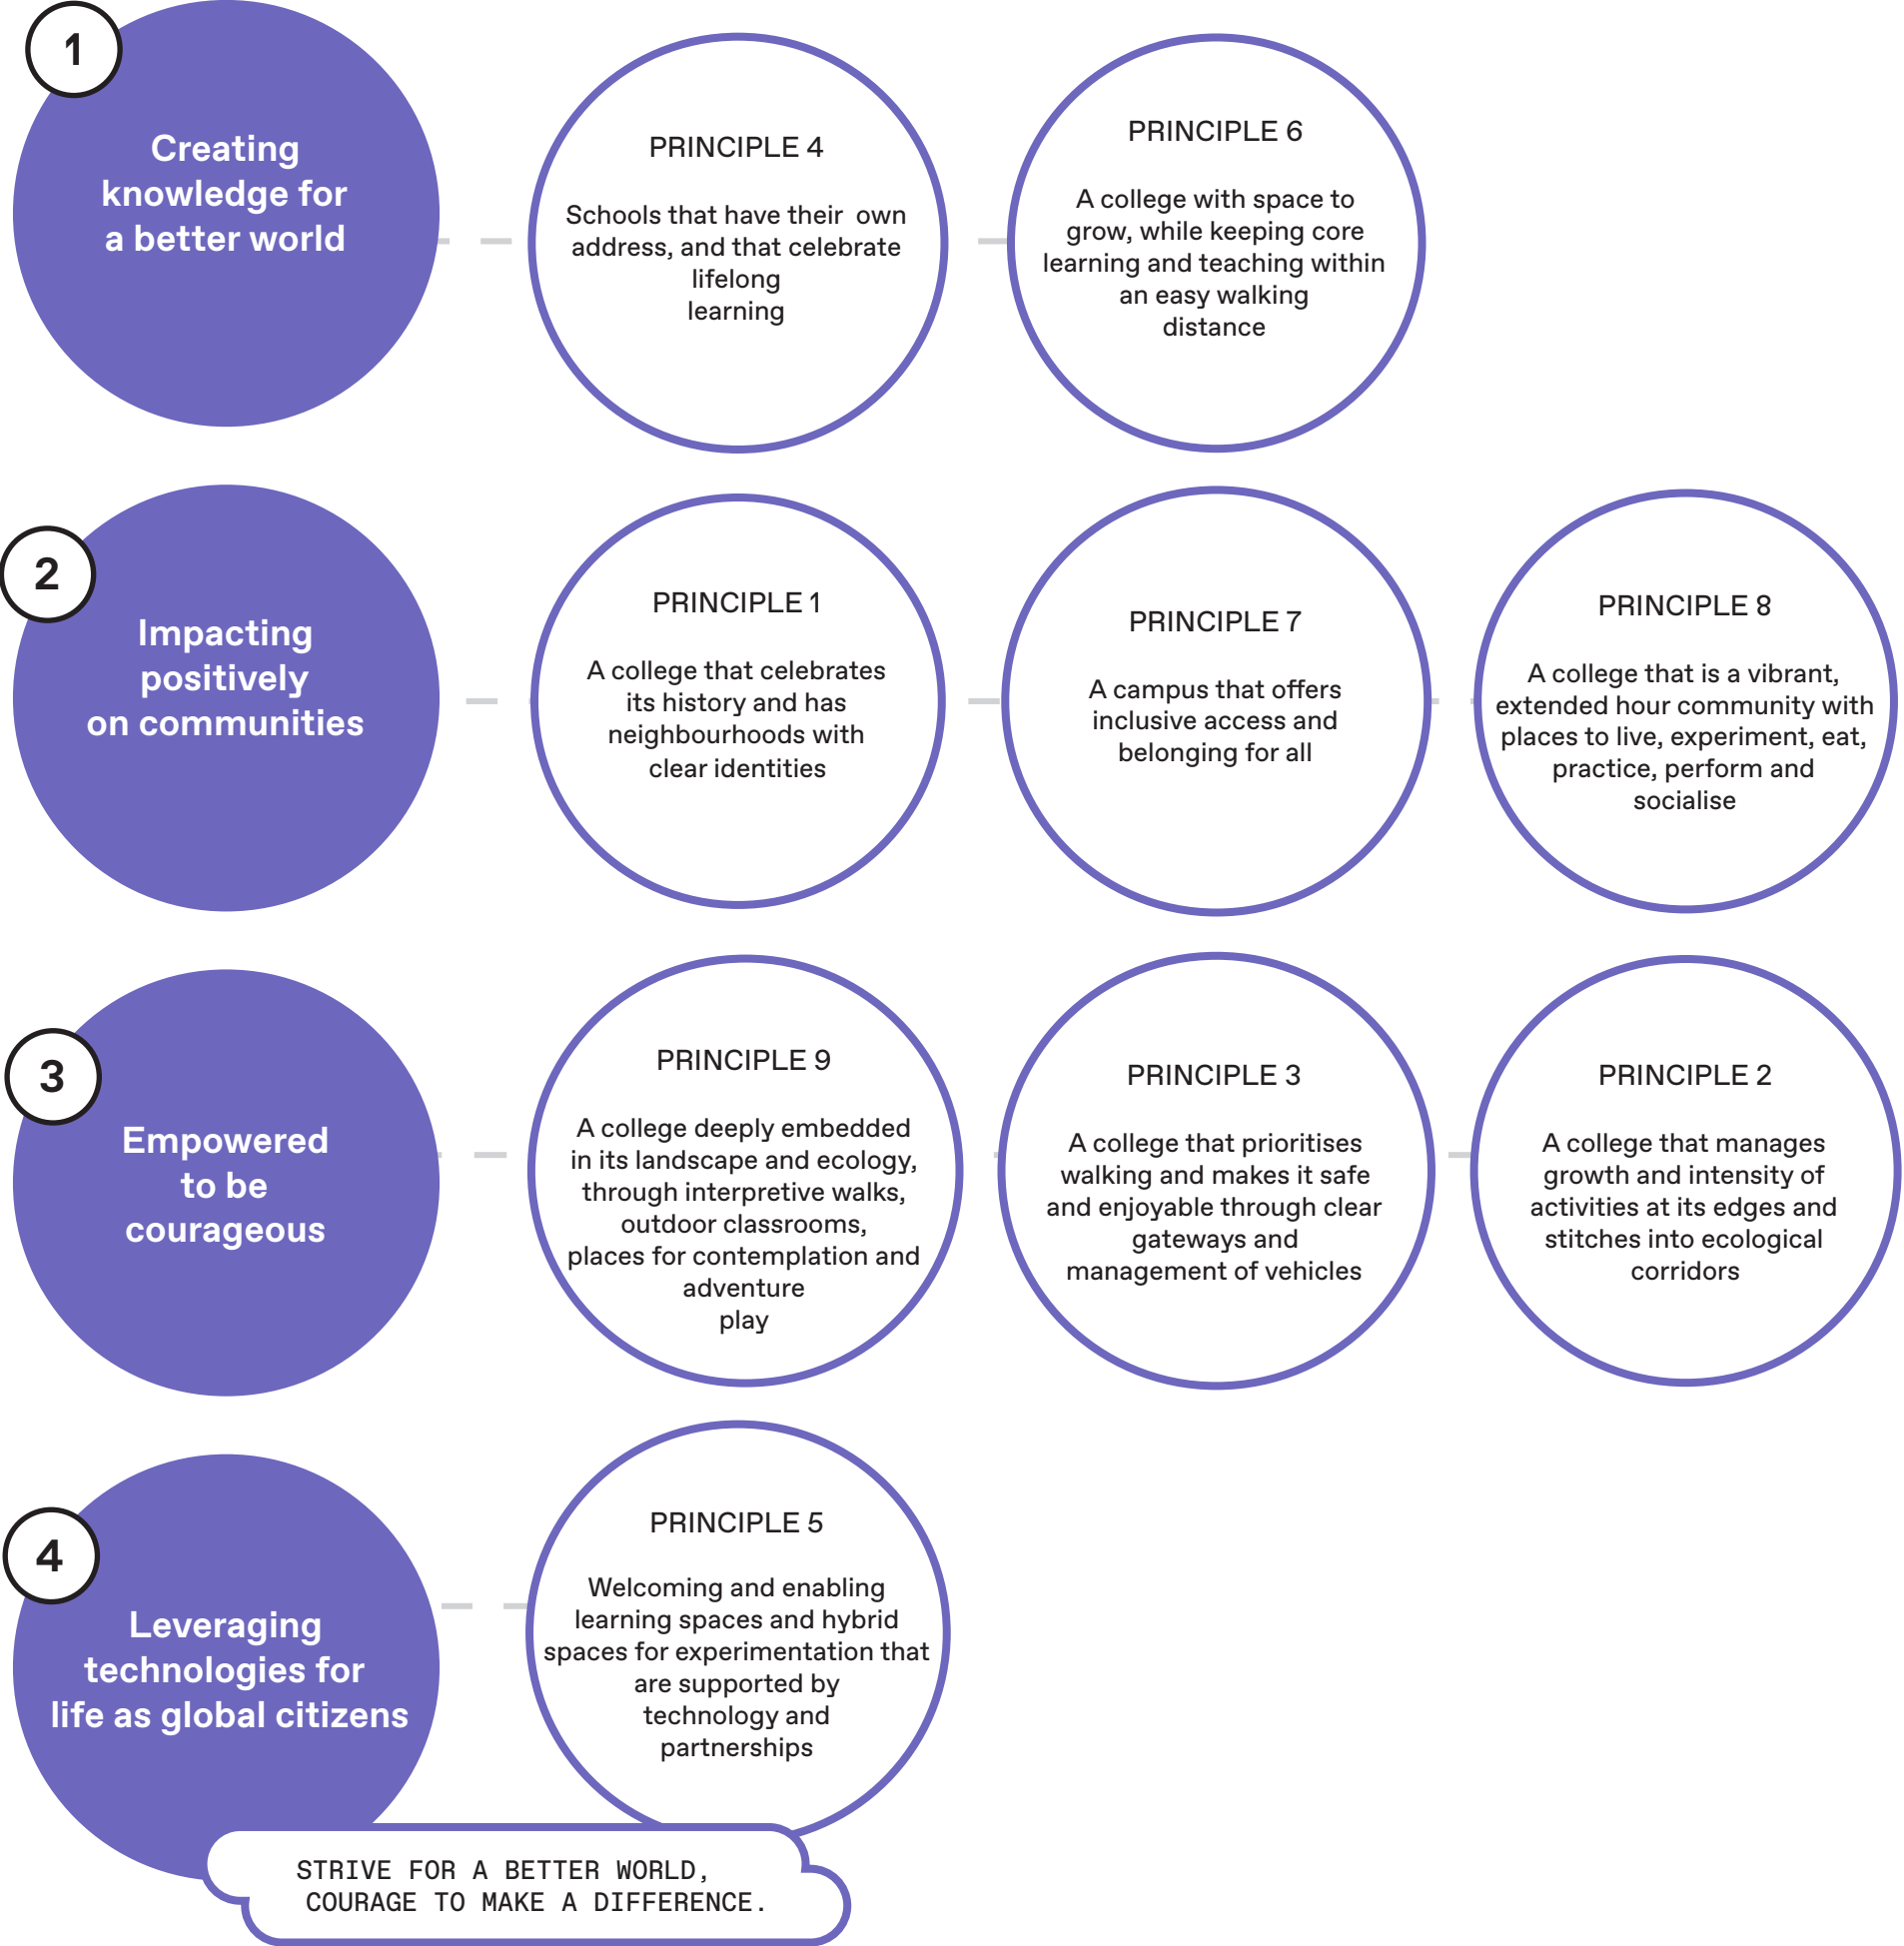 1
Creating
knowledge for
a better world
PRINCIPLE 4
Schools that have their own
address, and that celebrate
lifelong
learning
PRINCIPLE 6
A college with space to
grow, while keeping core
learning and teaching within
an easy walking
distance
2
Impacting
positively
on communities
PRINCIPLE 1
A college that celebrates
its history and has
neighbourhoods with
clear identities
PRINCIPLE 7
A campus that offers
inclusive access and
belonging for all
PRINCIPLE 8
A college that is a vibrant,
extended hour community with
places to live, experiment, eat,
practice, perform and
socialise
3
Empowered
to be
courageous
PRINCIPLE 9
A college deeply embedded
in its landscape and ecology,
through interpretive walks,
outdoor classrooms,
places for contemplation and
adventure
play
PRINCIPLE 3
A college that prioritises
walking and makes it safe
and enjoyable through clear
gateways and
management of vehicles
PRINCIPLE 2
A college that manages
growth and intensity of
activities at its edges and
stitches into ecological
corridors
4
Leveraging
technologies for
life as global citizens
PRINCIPLE 5
Welcoming and enabling
learning spaces and hybrid
spaces for experimentation that
are supported by
technology and
partnerships
STRIVE FOR A BETTER WORLD,
COURAGE TO MAKE A DIFFERENCE.